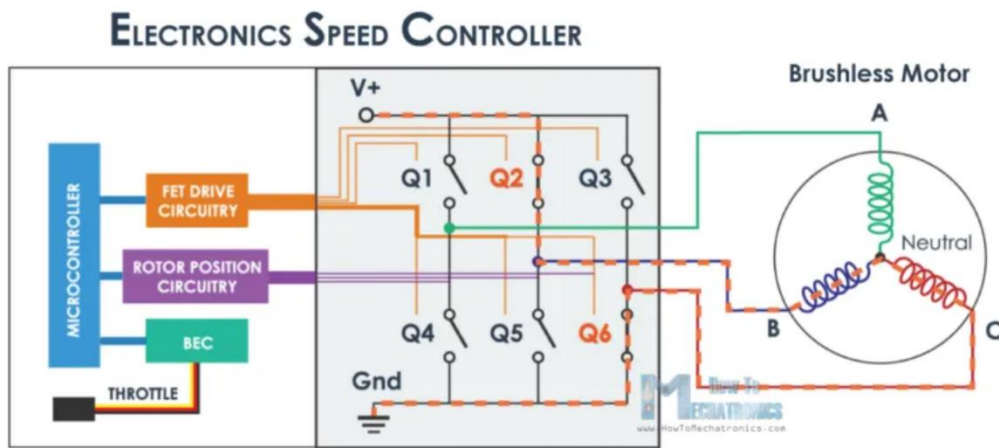 ELECTRONICS SPEED CONTROLLER
Brushless Motor
V+
A
MICROCONTROLLER
FET DRIVE
CIRCUITRY
Q1
Q2
Q3
Neutral
ROTOR POSITION
CIRCUITRY
B
C
Q4
Q5
Q6
BEC
THROTTLE
Gnd
How To
MECHATRONICS
www.HowToMechatronics.com